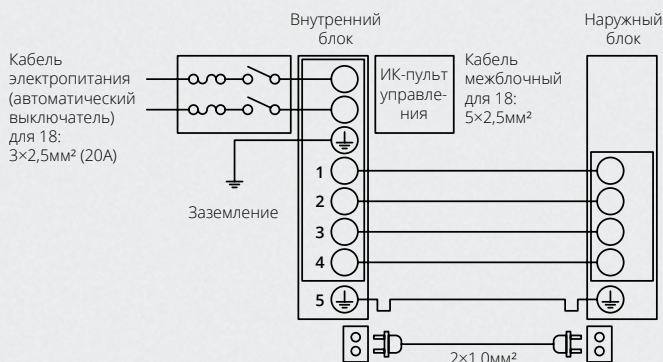 Внутренний
блок
Наружный
блок
Кабель
электропитания
(автоматический
выключатель)
для 18:
3×2,5мм² (20А)
ИК-пульт
управле-
ния
Кабель
межблочный
для 18:
5×2,5мм²
Заземление
1
2
3
4
5
2×1,0мм²